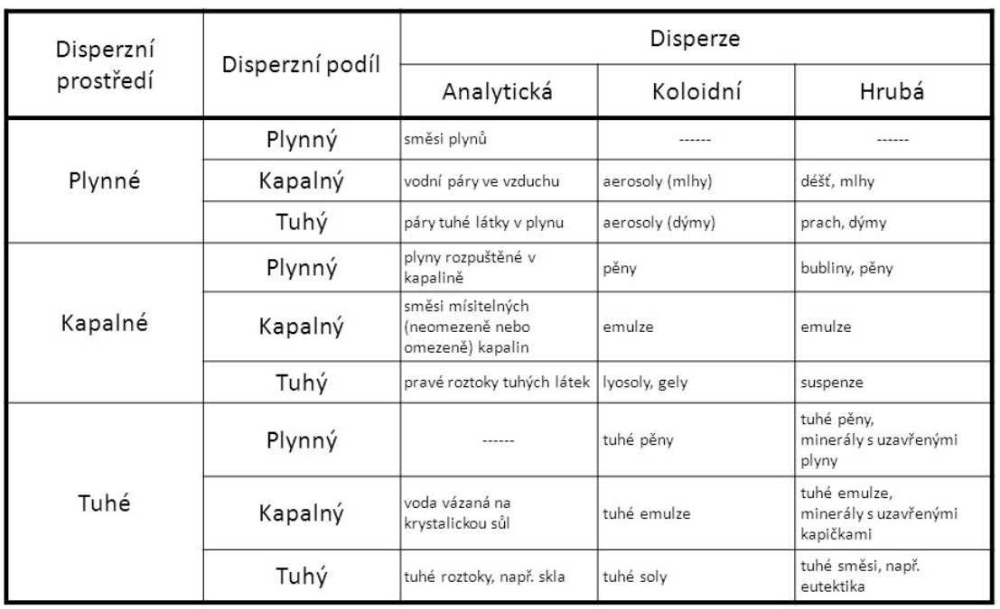 Disperzní
prostředí
Disperzní podíl
Disperze
Analytická
Koloidní
Hrubá
Plynné
Plynný
směsi plynů
------
------
Kapalný
vodní páry ve vzduchu
aerosoly (mlhy)
déšť, mlhy
Tuhý
páry tuhé látky v plynu
aerosoly (dýmy)
prach, dýmy
Kapalné
Plynný
plyny rozpuštěné v
kapalině
pěny
bubliny, pěny
Kapalný
směsi mísitelných
(neomezeně nebo
omezeně) kapalin
emulze
emulze
Tuhý
pravé roztoky tuhých látek
lyosoly, gely
suspenze
Tuhé
Plynný
------
tuhé pěny
tuhé pěny,
minerály s uzavřenými
plyny
Kapalný
voda vázaná na
krystalickou sůl
tuhé emulze
tuhé emulze,
minerály s uzavřenými
kapičkami
Tuhý
tuhé roztoky, např. skla
tuhé soly
tuhé směsi, např.
eutektika